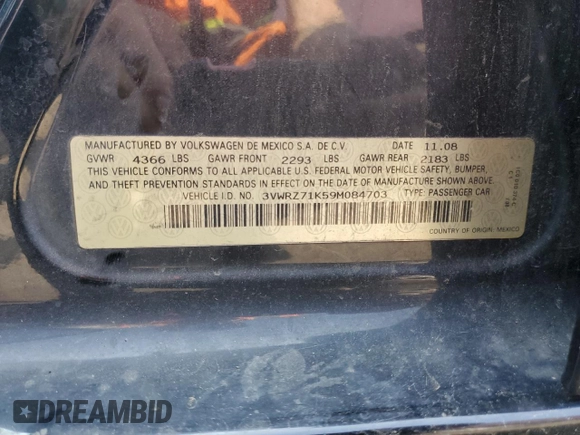 MANUFACTURED BY VOLKSWAGEN DE MEXICO S.A. DE C.V. DATE 11.08
GVWR 4366 LBS GAWR FRONT 2293 LBS GAWR REAR 2183 LBS
THIS VEHICLE CONFORMS TO ALL APPLICABLE U.S. FEDERAL MOTOR VEHICLE SAFETY, BUMPER,
AND THEFT PREVENTION STANDARDS IN EFFECT ON THE DATE OF MANUFACTURE SHOWN ABOVE.
VEHICLE I.D. NO. 3VWRZ71K59M084703 TYPE: PASSENGER CAR
COUNTRY OF ORIGIN: MEXICO
DREAMBID